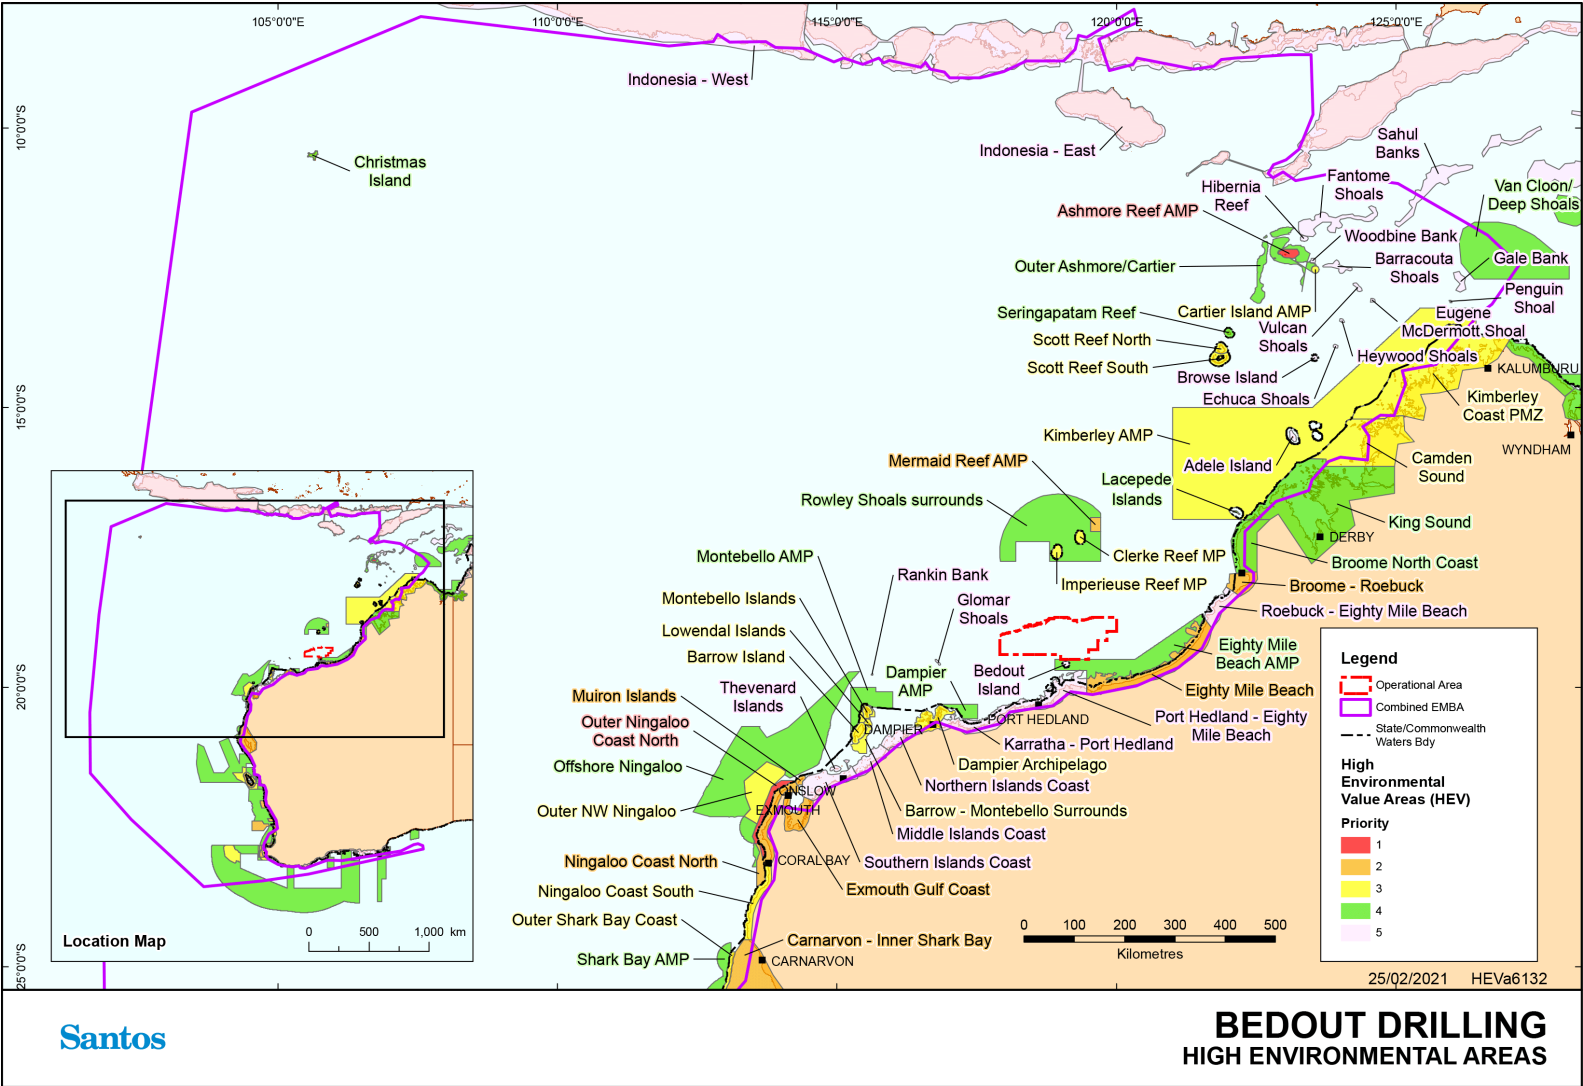 105°0'0"E
110°0'0"E
115°0'0"E
120°0'0"E
125°0'0"E
10°0'0"S
15°0'0"S
20°0'0"S
25°0'0"S
Indonesia - West
Christmas
Island
Indonesia - East
Sahul
Banks
Hibernia
Reef
Fantome
Shoals
Van Cloon/
Deep Shoals
Ashmore Reef AMP
Woodbine Bank
Outer Ashmore/Cartier
Barracouta
Shoals
Gale Bank
Penguin
Shoal
Seringapatam Reef
Cartier Island AMP
Eugene
McDermott Shoal
Vulcan
Shoals
Scott Reef North
Heywood Shoals
Scott Reef South
Browse Island
KALUMBURU
Echuca Shoals
Kimberley
Coast PMZ
Kimberley AMP
WYNDHAM
Adele Island
Camden
Sound
Mermaid Reef AMP
Lacepede
Islands
Rowley Shoals surrounds
King Sound
DERBY
Clerke Reef MP
Broome North Coast
Imperieuse Reef MP
Broome - Roebuck
Montebello AMP
Rankin Bank
Roebuck - Eighty Mile Beach
Montebello Islands
Glomar
Shoals
Lowendal Islands
Eighty Mile
Beach AMP
Barrow Island
Dampier
AMP
Bedout
Island
Thevenard
Islands
Eighty Mile Beach
Muiron Islands
Outer Ningaloo
Coast North
DAMPIER
PORT HEDLAND
Port Hedland - Eighty
Mile Beach
Karratha - Port Hedland
Offshore Ningaloo
Dampier Archipelago
Northern Islands Coast
ONSLOW
Outer NW Ningaloo
EXMOUTH
Barrow - Montebello Surrounds
Middle Islands Coast
Ningaloo Coast North
CORAL BAY
Southern Islands Coast
Ningaloo Coast South
Exmouth Gulf Coast
Outer Shark Bay Coast
Carnarvon - Inner Shark Bay
Shark Bay AMP
CARNARVON
Location Map
0 500 1,000 km
0 100 200 300 400 500
Kilometres
Legend
Operational Area
Combined EMBA
State/Commonwealth
Waters Bdy
High
Environmental
Value Areas (HEV)
Priority
1
2
3
4
5
25/02/2021 HEVa6132
Santos
BEDOUT DRILLING
HIGH ENVIRONMENTAL AREAS